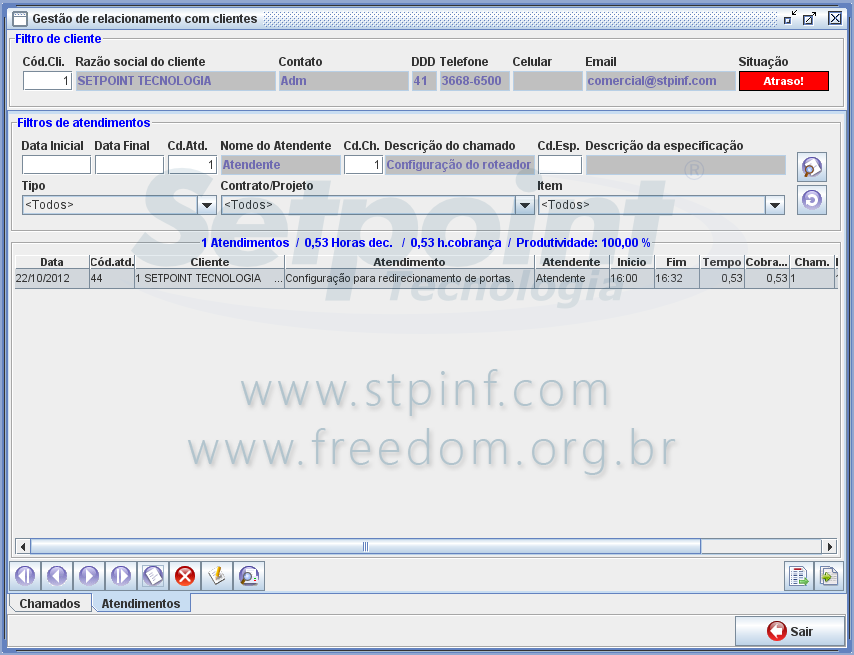 Gestão de relacionamento com clientes
Filtro de cliente
Cód.Cli. Razão social do cliente Contato DDD Telefone Celular Email Situação
1 SETPOINT TECNOLOGIA Adm 41 3668-6500 comercial@stpinf.com Atraso!
Filtros de atendimentos
Data Inicial Data Final Cd.Atd. Nome do Atendente Cd.Ch. Descrição do chamado Cd.Esp. Descrição da especificação
1 Atendente 1 Configuração do roteador
Tipo Contrato/Projeto Item
<Todos> <Todos> <Todos>
Setpoint ®
Tecnologia
1 Atendimentos / 0,53 Horas dec. / 0,53 h.cobrança / Produtividade: 100,00 %
Data Cód.atd. Cliente Atendimento Atendente Inicio Fim Tempo Cobra... Cham.
22/10/2012 44 1 SETPOINT TECNOLOGIA ... Configuração para redirecionamento de portas. Atendente 16:00 16:32 0,53 0,53 1
www.stpinf.com
www.freedom.org.br
Chamados Atendimentos
Sair